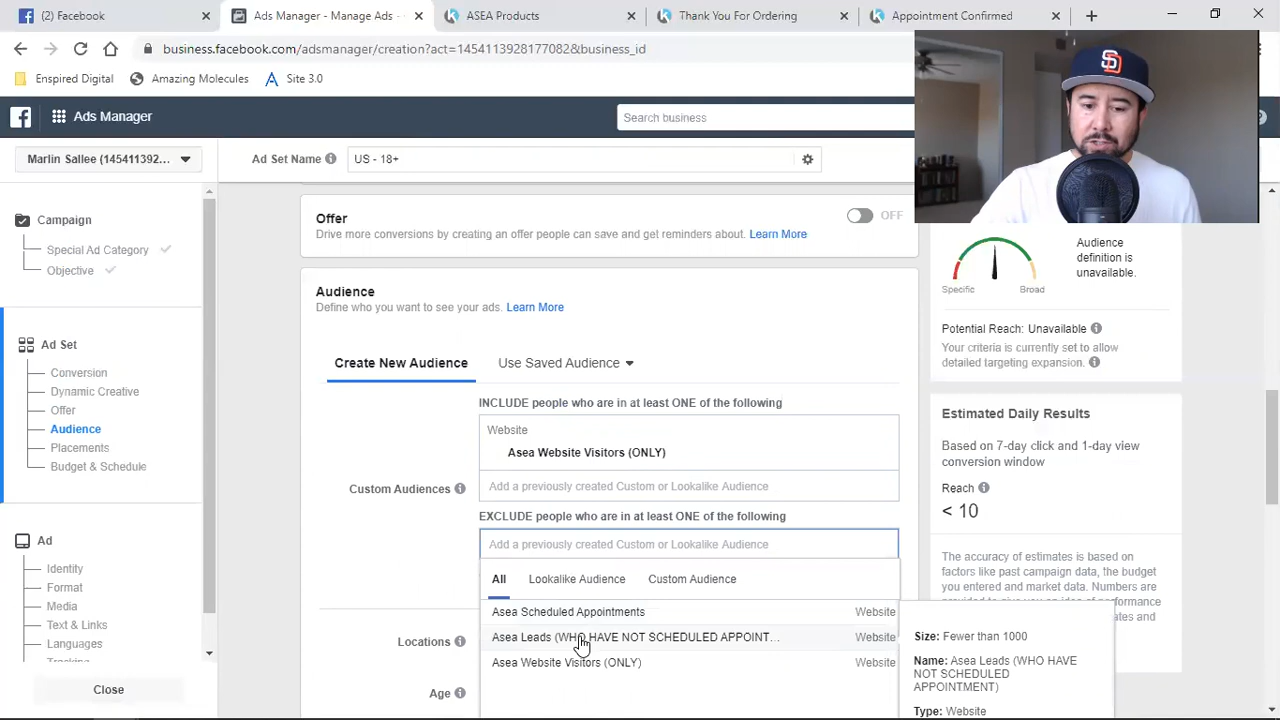 (2) Facebook
Ads Manager - Manage Ads -
ASEA Products
Thank You For Ordering
Appointment Confirmed
business.facebook.com/adsmanager/creation?act=14541139281770​82&business_id
Enspired Digital
Amazing Molecules
Site 3.0
Ads Manager
Search business
Marlin Sallee (145411392...
Ad Set Name
US - 18+
Campaign
Special Ad Category
Objective
Ad Set
Conversion
Dynamic Creative
Offer
Audience
Placements
Budget & Schedule
Ad
Identity
Format
Media
Text & Links
Languages
Close
Offer
OFF
Drive more conversions by creating an offer people can save and get reminders about. Learn More
Audience
Define who you want to see your ads. Learn More
Create New Audience
Use Saved Audience
INCLUDE people who are in at least ONE of the following
Website
Asea Website Visitors (ONLY)
Custom Audiences
Add a previously created Custom or Lookalike Audience
EXCLUDE people who are in at least ONE of the following
Add a previously created Custom or Lookalike Audience
All
Lookalike Audience
Custom Audience
Asea Scheduled Appointments
Website
Asea Leads (WHO HAVE NOT SCHEDULED APPOINT...
Website
Asea Website Visitors (ONLY)
Website
Locations
Age
Size: Fewer than 1000
Name: Asea Leads (WHO HAVE
NOT SCHEDULED
APPOINTMENT)
Type: Website
SD
Audience
definition is
unavailable.
Specific
Broad
Potential Reach: Unavailable
Your criteria is currently set to allow
detailed targeting expansion.
Estimated Daily Results
Based on 7-day click and 1-day view
conversion window
Reach
< 10
The accuracy of estimates is based on
factors like past campaign data, the budget
you entered and market data. Numbers are